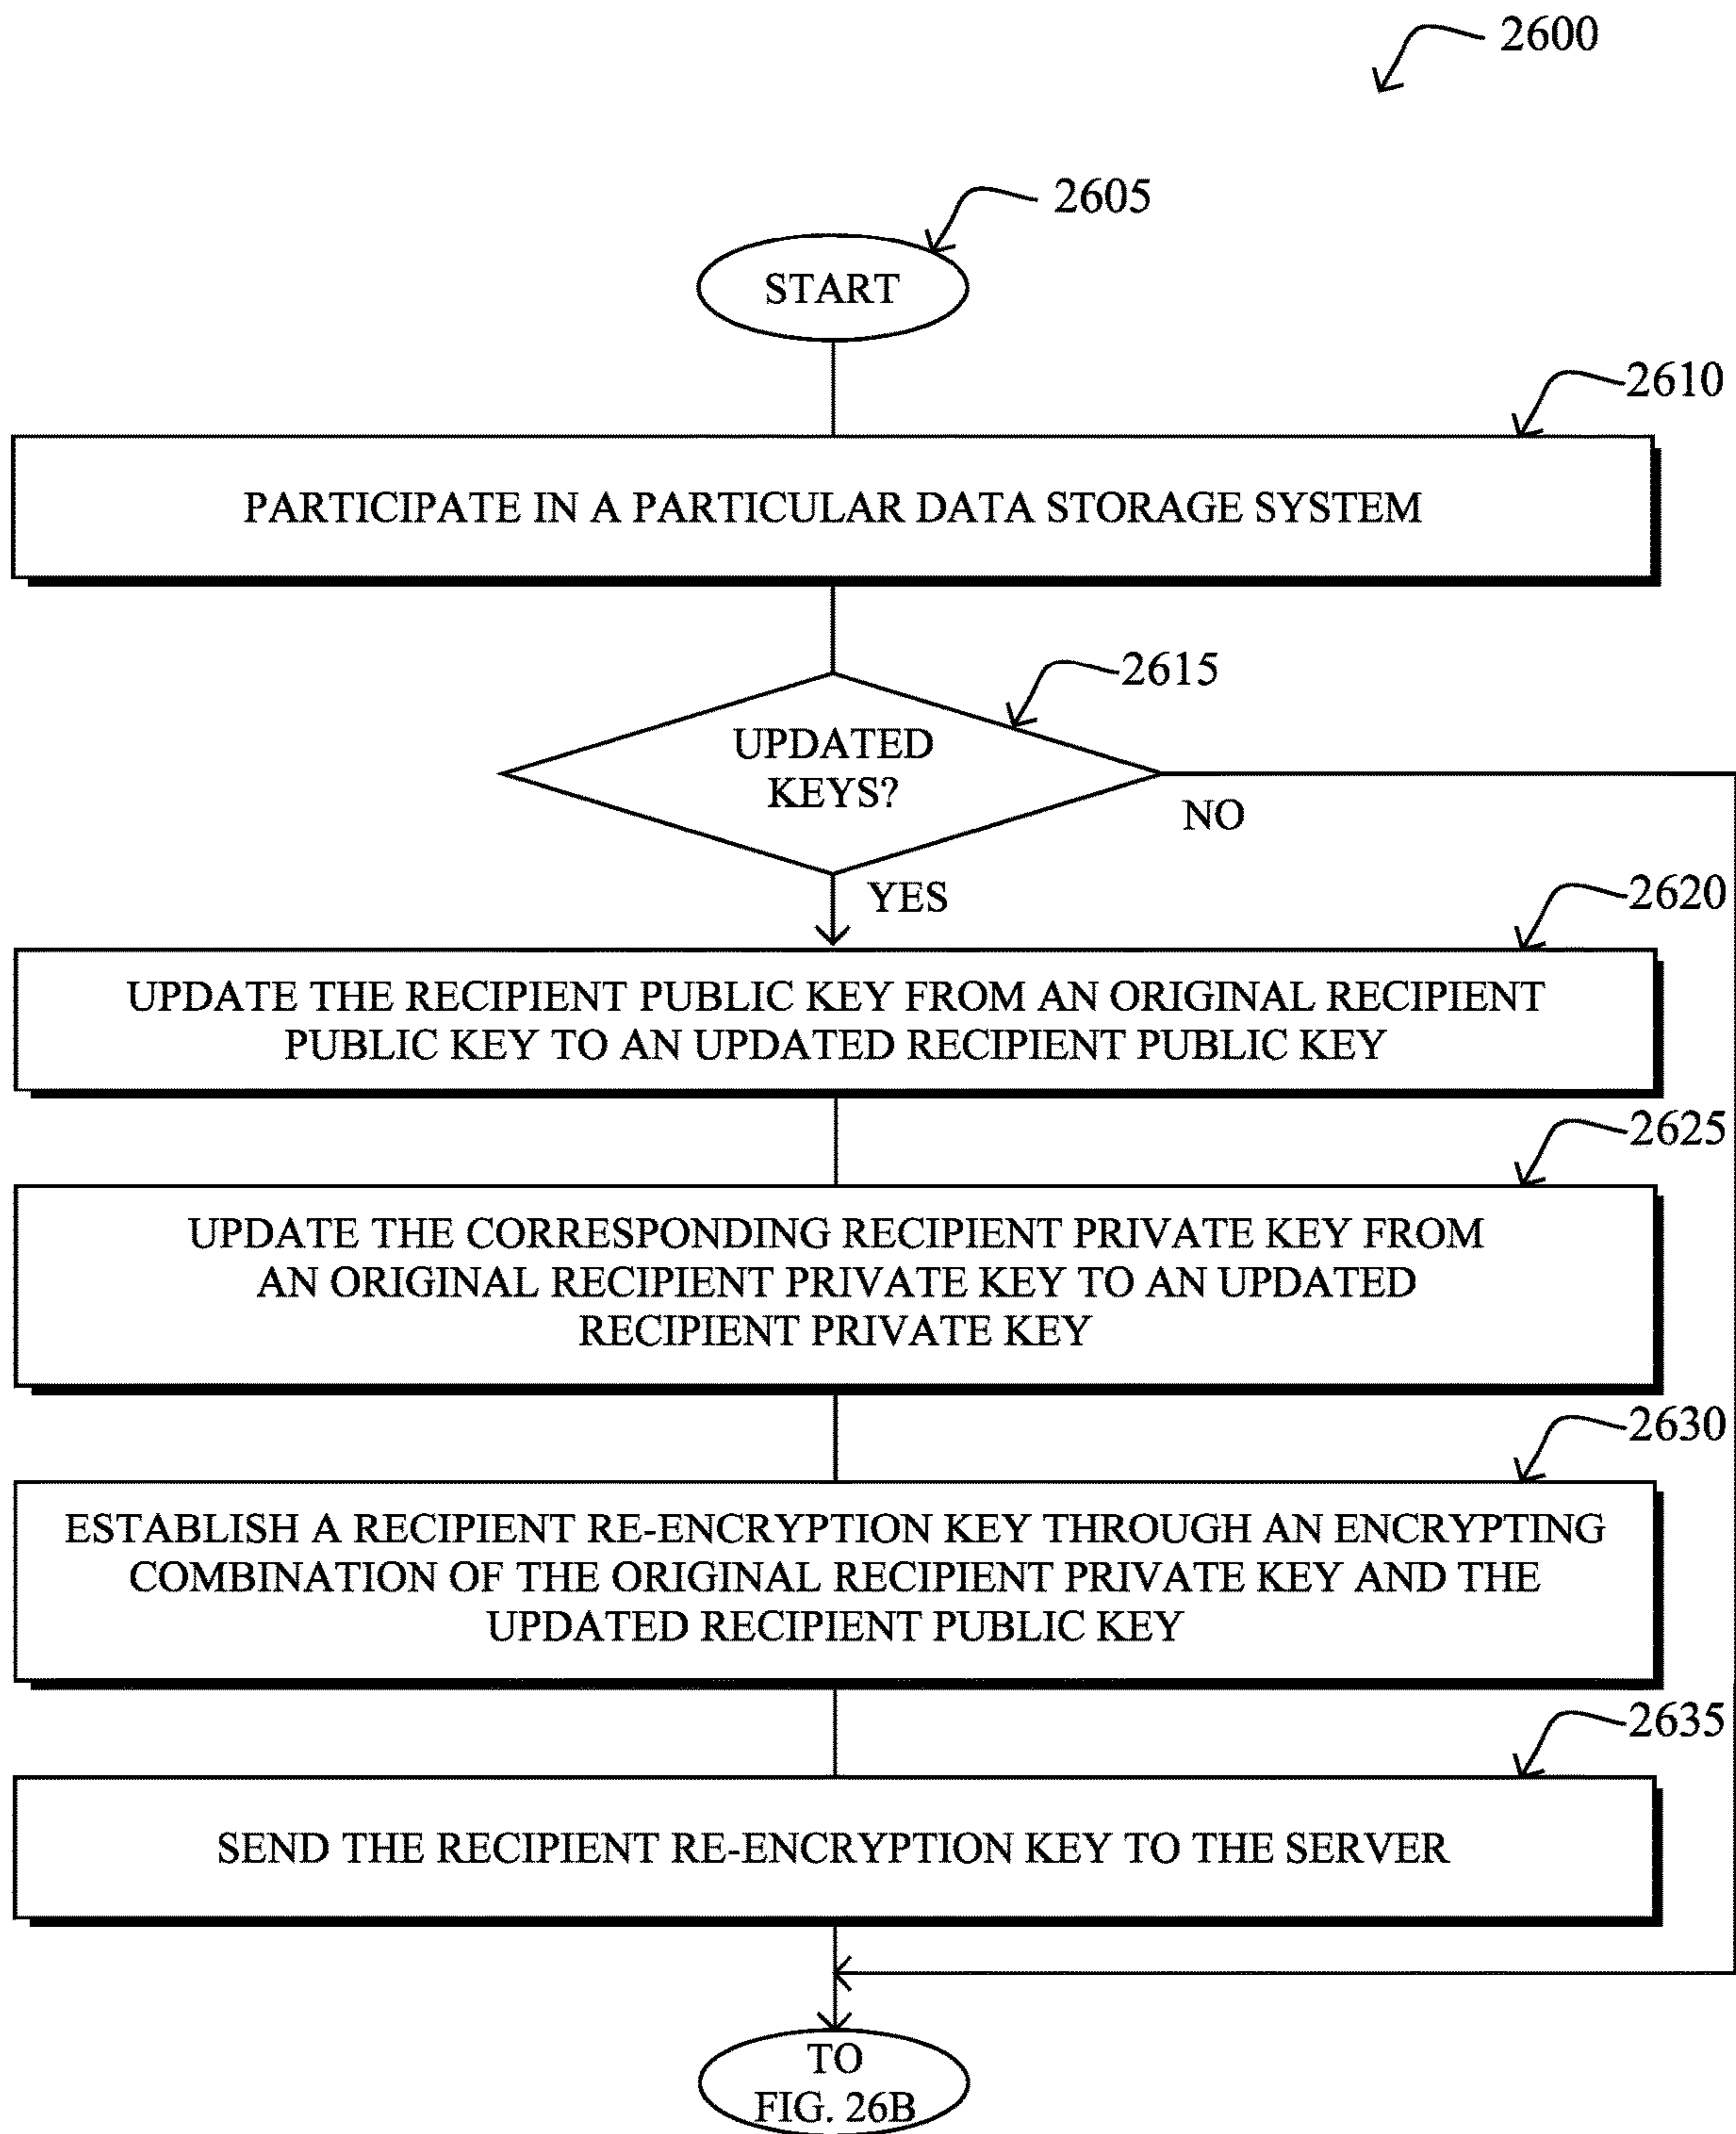 2600
2605
START
2610
PARTICIPATE IN A PARTICULAR DATA STORAGE SYSTEM
2615
UPDATED
KEYS?
NO
YES
2620
UPDATE THE RECIPIENT PUBLIC KEY FROM AN ORIGINAL RECIPIENT
PUBLIC KEY TO AN UPDATED RECIPIENT PUBLIC KEY
2625
UPDATE THE CORRESPONDING RECIPIENT PRIVATE KEY FROM
AN ORIGINAL RECIPIENT PRIVATE KEY TO AN UPDATED
RECIPIENT PRIVATE KEY
2630
ESTABLISH A RECIPIENT RE-ENCRYPTION KEY THROUGH AN ENCRYPTING
COMBINATION OF THE ORIGINAL RECIPIENT PRIVATE KEY AND THE
UPDATED RECIPIENT PUBLIC KEY
2635
SEND THE RECIPIENT RE-ENCRYPTION KEY TO THE SERVER
TO
FIG. 26B